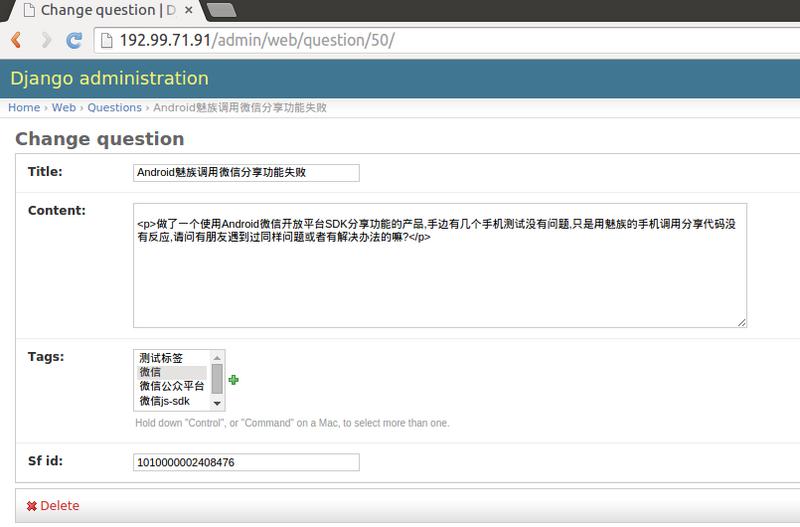 Change question | D
192.99.71.91/admin/web/question/50/
Django administration
Home › Web › Questions › Android魅族调用微信分享功能失败
Change question
Title:
Android魅族调用微信分享功能失败
Content:
<p>做了一个使用Android微信开放平台SDK分享功能的产品,手边有几个手机测试没有问题,只是用魅族的手机调用分享代码没
有反应,请问有朋友遇到过同样问题或者有解决办法的嘛?</p>
Tags:
测试标签
微信
微信公众平台
微信js-sdk
Hold down "Control", or "Command" on a Mac, to select more than one.
Sf id:
1010000002408476
Delete